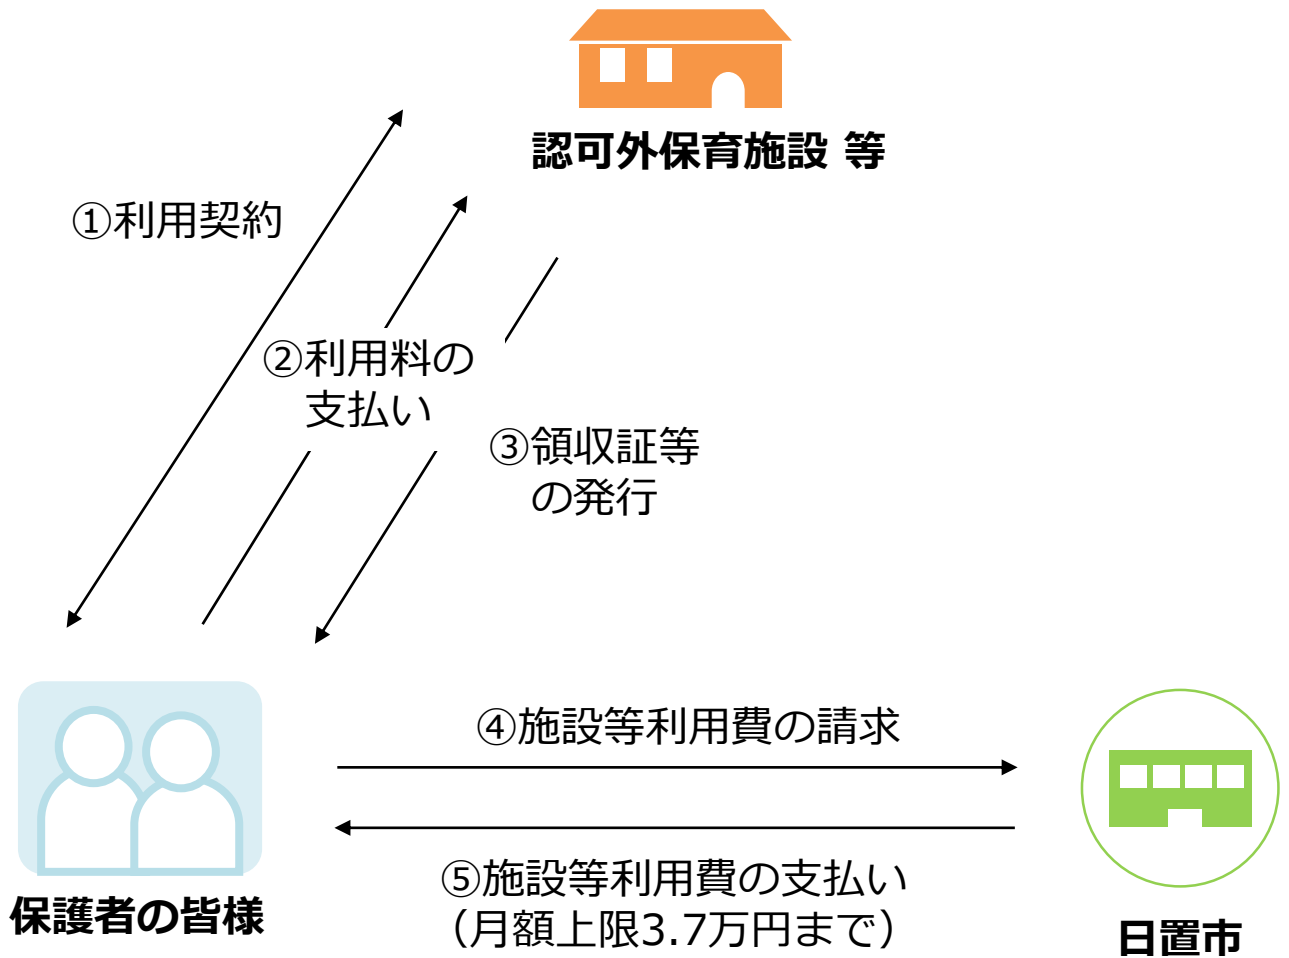 認可外保育施設 等
①利用契約
②利用料の
支払い
③領収証等
の発行
④施設等利用費の請求
⑤施設等利用費の支払い
（月額上限3.7万円まで）
保護者の皆様
日置市